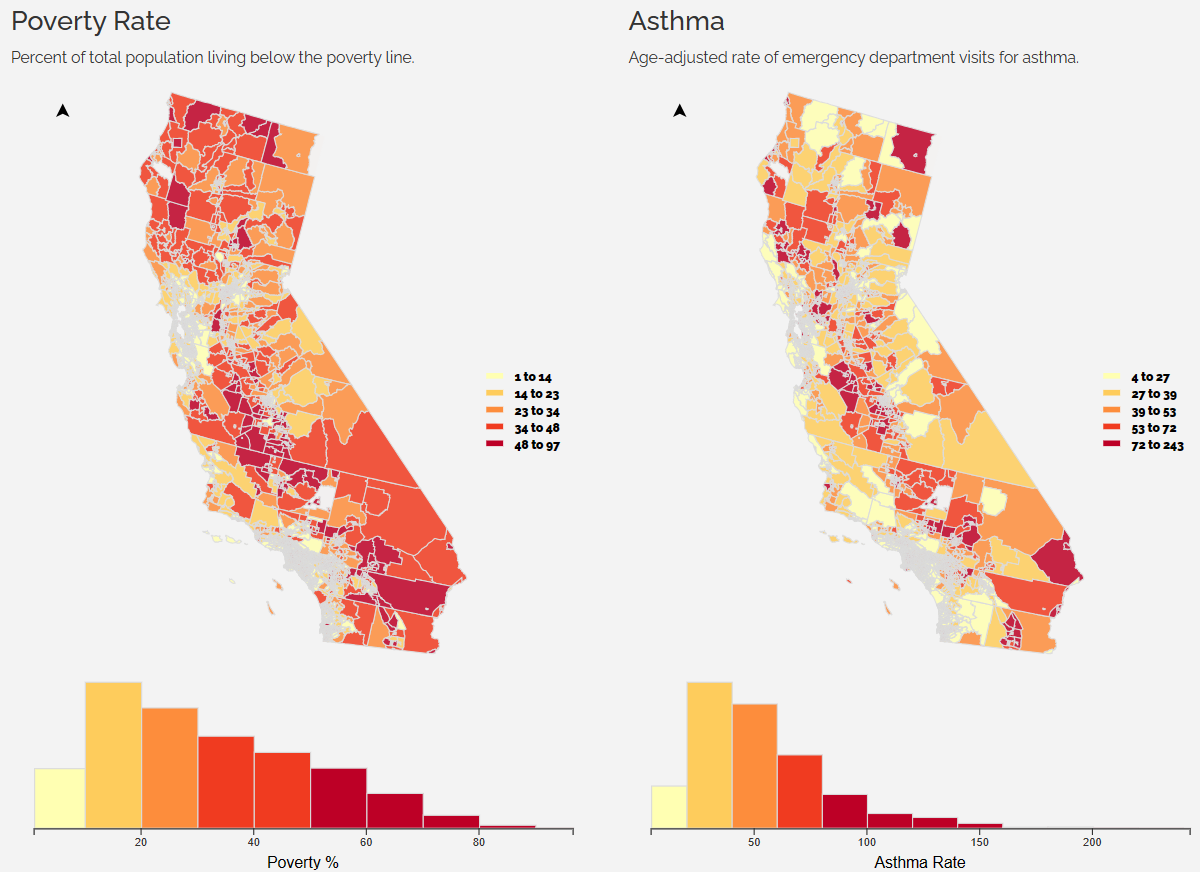 Poverty Rate
Percent of total population living below the poverty line.
1 to 14
14 to 23
23 to 34
34 to 48
48 to 97
20
40
60
80
Poverty %
Asthma
Age-adjusted rate of emergency department visits for asthma.
4 to 27
27 to 39
39 to 53
53 to 72
72 to 243
50
100
150
200
Asthma Rate